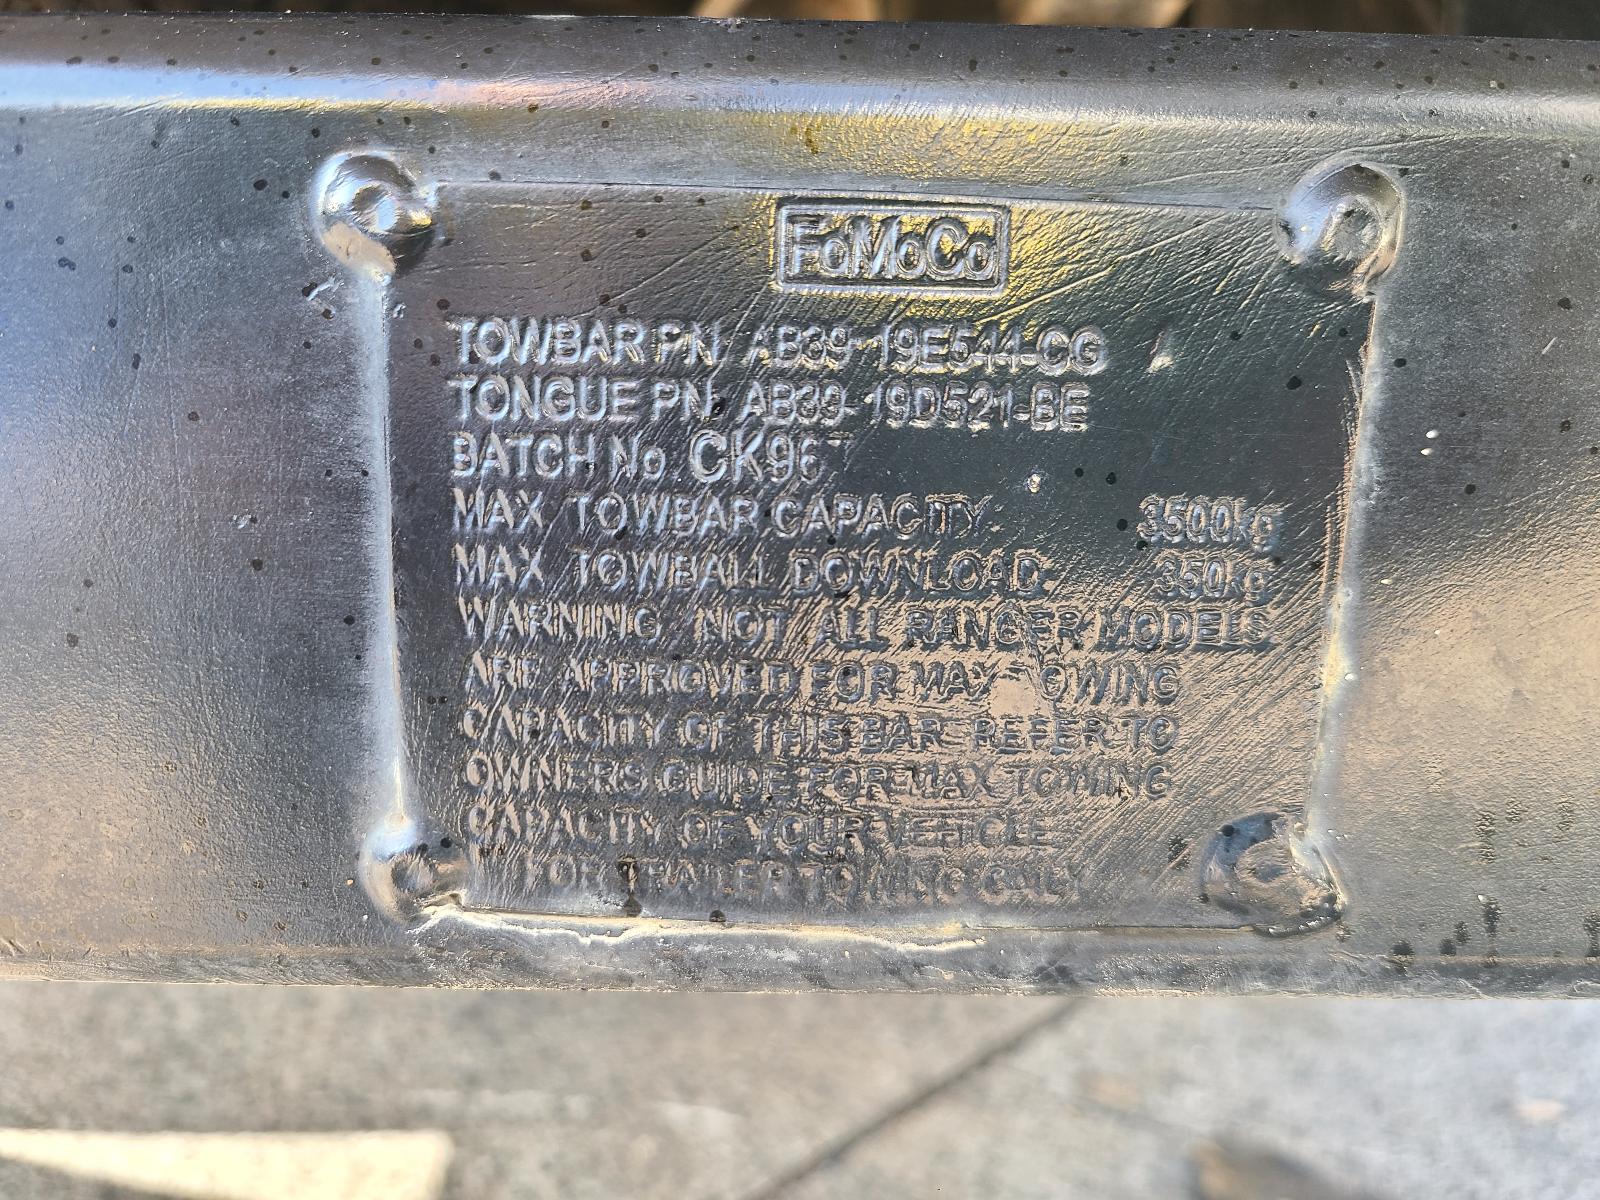 FoMoCo
TOWBAR PN AB39-19E544-CG
TONGUE PN AB39-19D521-BE
BATCH No CK96
MAX TOWBAR CAPACITY 3500kg
MAX TOWBALL DOWNLOAD 350kg
WARNING NOT ALL RANGER MODELS
ARE APPROVED FOR MAX TOWING
CAPACITY OF THIS BAR REFER TO
OWNERS GUIDE FOR MAX TOWING
CAPACITY OF YOUR VEHICLE
FOR TRAILER TOWING ONLY